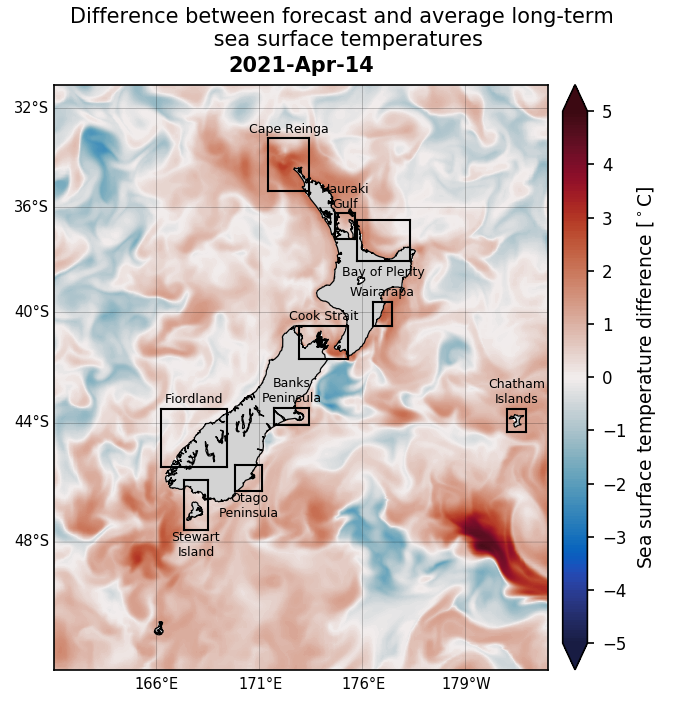 Difference between forecast and average long-term
sea surface temperatures
2021-Apr-14
32°S
36°S
40°S
44°S
48°S
Cape Reinga
Hauraki
Gulf
Bay of Plenty
Wairarapa
Cook Strait
Banks
Peninsula
Fiordland
Chatham
Islands
Otago
Peninsula
Stewart
Island
166°E
171°E
176°E
179°W
5
4
3
2
1
0
−1
−2
−3
−4
−5
Sea surface temperature difference [°C]